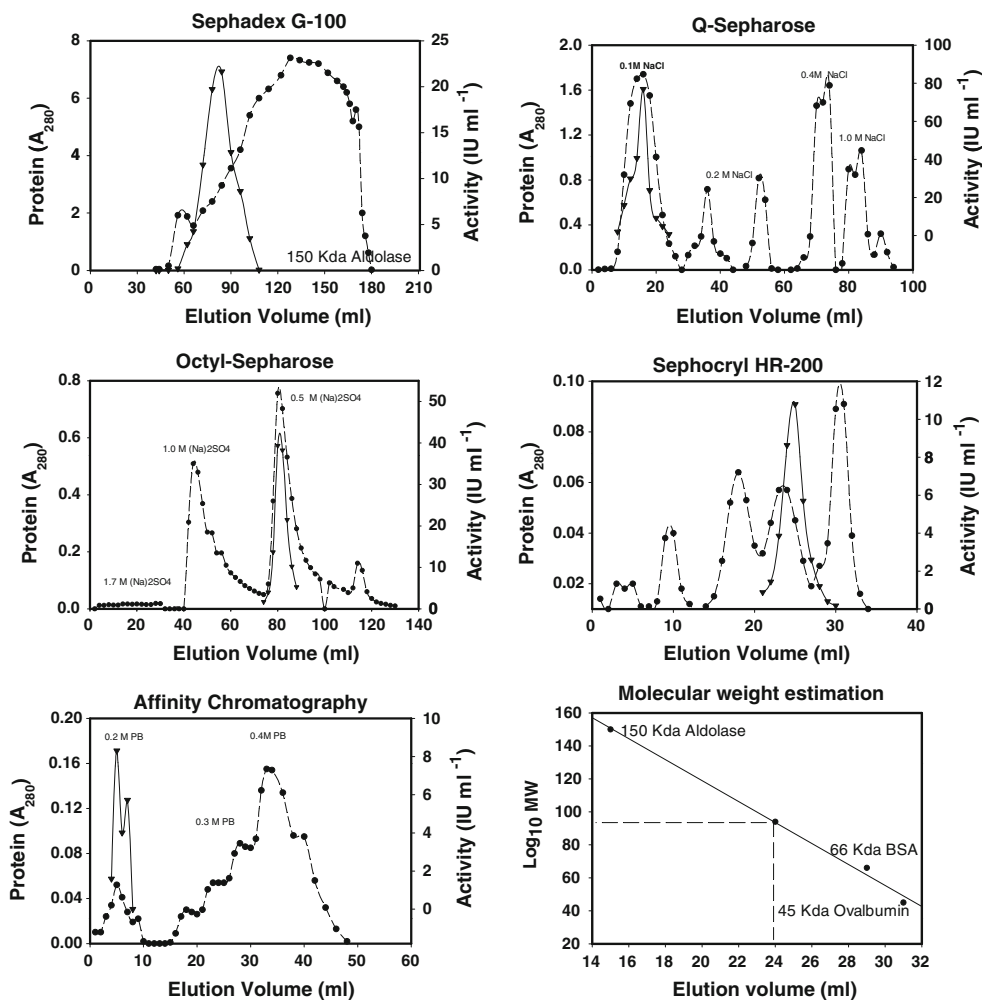 Sephadex G-100
Protein (A280)
8
6
4
2
0
25
20
15
10
5
0
Activity (IU ml -1)
150 Kda Aldolase
0 30 60 90 120 150 180 210
Elution Volume (ml)
Q-Sepharose
Protein (A280)
2.0
1.6
1.2
0.8
0.4
0.0
100
80
60
40
20
0
Activity (IU ml -1)
0.1M NaCl
0.2 M NaCl
0.4M NaCl
1.0 M NaCl
0 20 40 60 80 100
Elution Volume (ml)
Octyl-Sepharose
Protein (A280)
0.8
0.6
0.4
0.2
0.0
50
40
30
20
10
0
Activity (IU ml -1)
0.5 M (Na)2SO4
1.0 M (Na)2SO4
1.7 M (Na)2SO4
0 20 40 60 80 100 120 140
Elution Volume (ml)
Sephocryl HR-200
Protein (A280)
0.10
0.08
0.06
0.04
0.02
12
10
8
6
4
2
0
Activity (IU ml -1)
0 10 20 30 40
Elution Volume (ml)
Affinity Chromatography
Protein (A280)
0.20
0.16
0.12
0.08
0.04
0.00
10
8
6
4
2
0
Activity (IU ml -1)
0.2 M PB
0.4M PB
0.3 M PB
0 10 20 30 40 50 60
Elution Volume (ml)
Molecular weight estimation
Log10 MW
160
140
120
100
80
60
40
20
150 Kda Aldolase
66 Kda BSA
45 Kda Ovalbumin
14 16 18 20 22 24 26 28 30 32
Elution volume (ml)